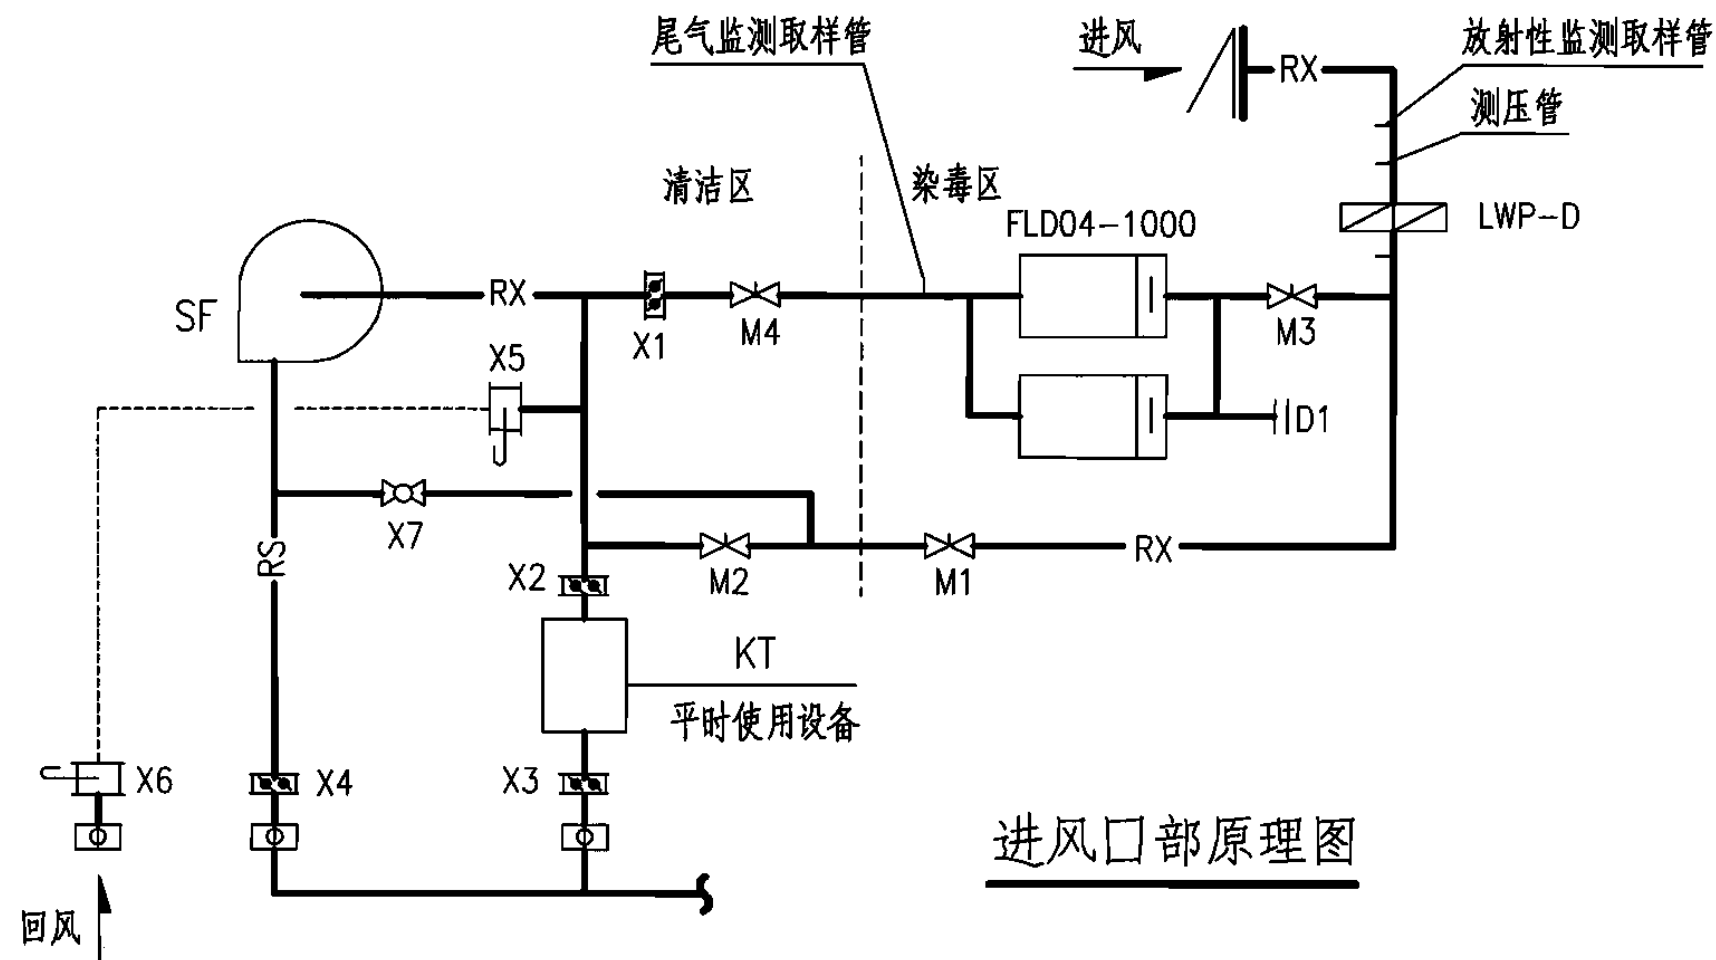 尾气监测取样管
进风
放射性监测取样管
RX
测压管
清洁区
染毒区
FLD04-1000
LWP-D
SF
RX
X1
M4
M3
X5
D1
X7
RS
X2
M2
M1
RX
KT
平时使用设备
X6
X4
X3
进风口部原理图
回风